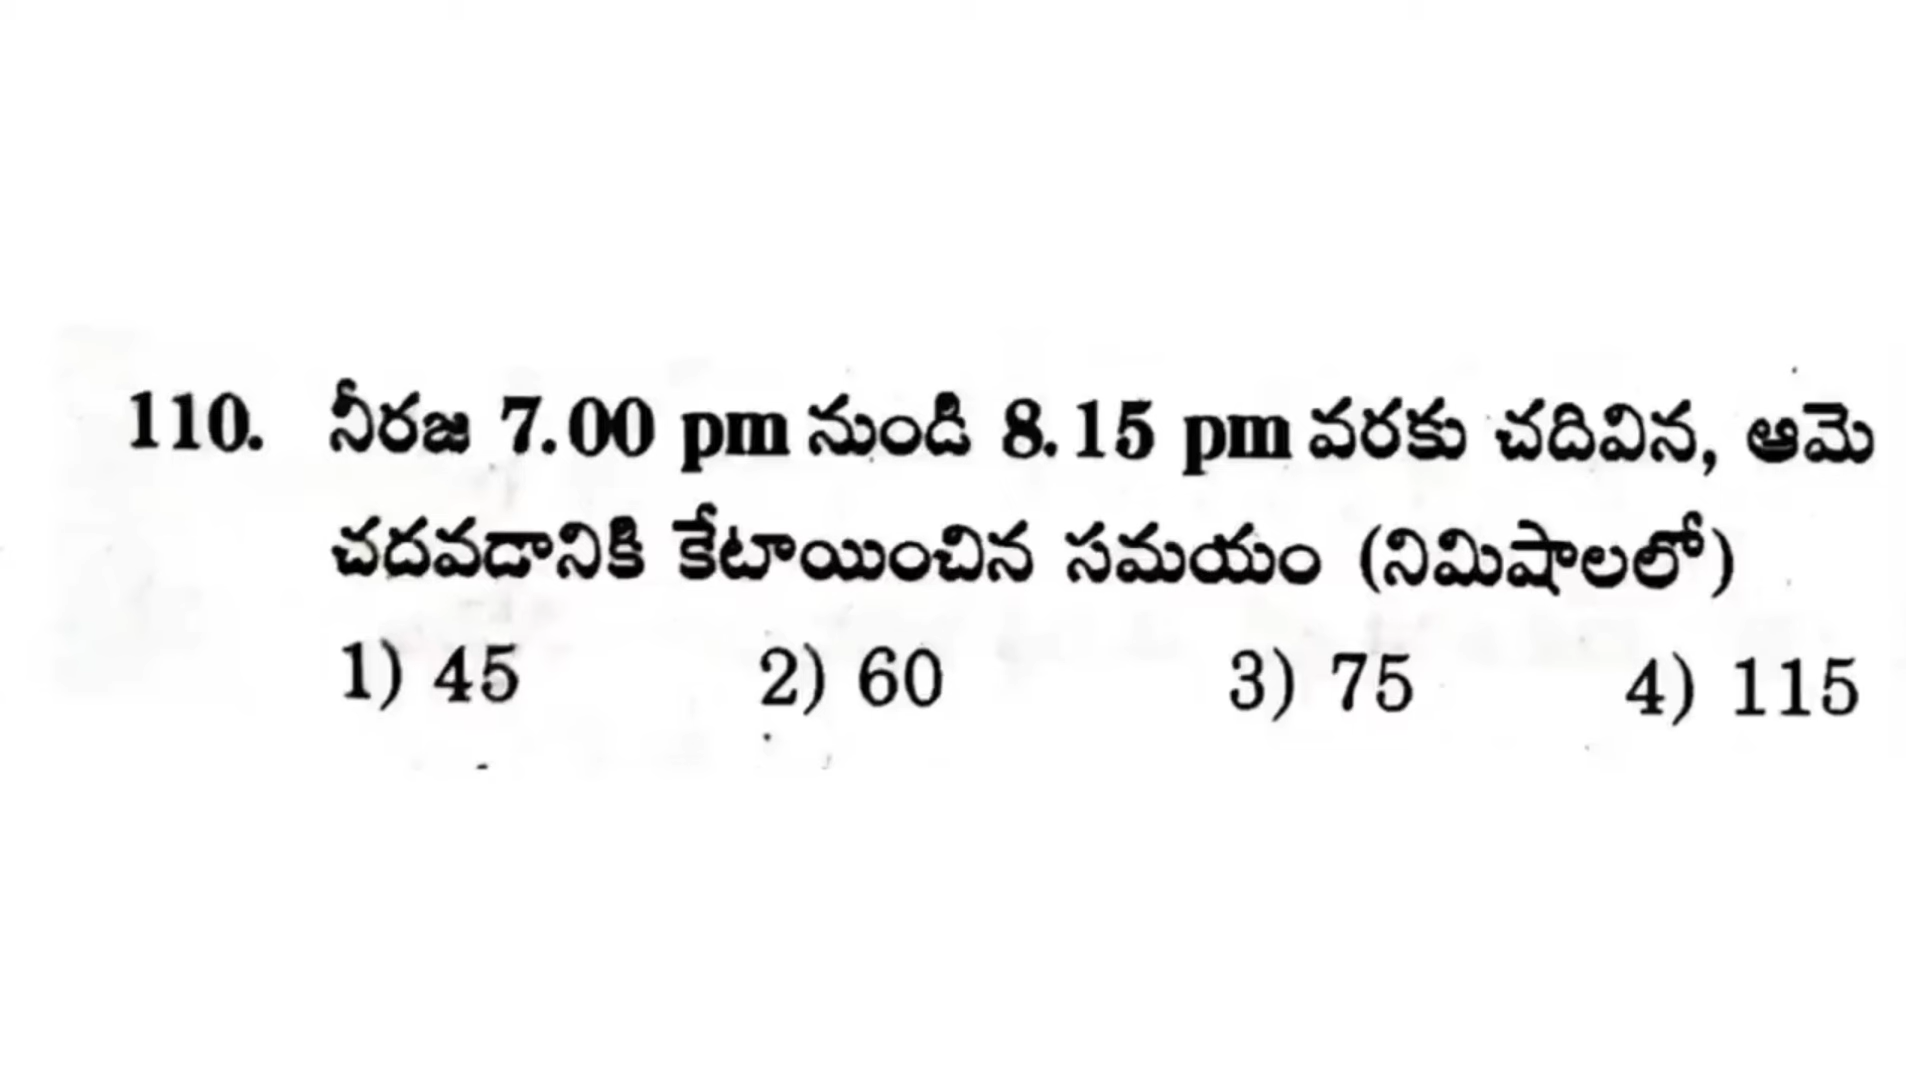 110. నీరజ 7.00 pm నుండి 8.15 pm వరకు చదివిన, ఆమె
చదవడానికి కేటాయించిన సమయం (నిమిషాలలో)
1) 45 2) 60 3) 75 4) 115